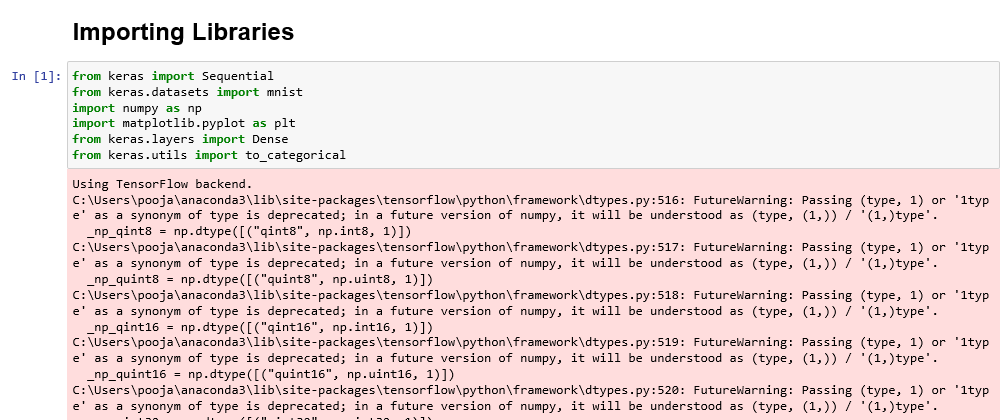 Importing Libraries
In [1]:
from keras import Sequential
from keras.datasets import mnist
import numpy as np
import matplotlib.pyplot as plt
from keras.layers import Dense
from keras.utils import to_categorical
Using TensorFlow backend.
C:\Users\pooja\anaconda3\lib\site-packages\tensorflow\python\framework\dtypes.py:516: FutureWarning: Passing (type, 1) or '1typ
e' as a synonym of type is deprecated; in a future version of numpy, it will be understood as (type, (1,)) / '(1,)type'.
_np_qint8 = np.dtype([("qint8", np.int8, 1)])
C:\Users\pooja\anaconda3\lib\site-packages\tensorflow\python\framework\dtypes.py:517: FutureWarning: Passing (type, 1) or '1typ
e' as a synonym of type is deprecated; in a future version of numpy, it will be understood as (type, (1,)) / '(1,)type'.
_np_quint8 = np.dtype([("quint8", np.uint8, 1)])
C:\Users\pooja\anaconda3\lib\site-packages\tensorflow\python\framework\dtypes.py:518: FutureWarning: Passing (type, 1) or '1typ
e' as a synonym of type is deprecated; in a future version of numpy, it will be understood as (type, (1,)) / '(1,)type'.
_np_qint16 = np.dtype([("qint16", np.int16, 1)])
C:\Users\pooja\anaconda3\lib\site-packages\tensorflow\python\framework\dtypes.py:519: FutureWarning: Passing (type, 1) or '1typ
e' as a synonym of type is deprecated; in a future version of numpy, it will be understood as (type, (1,)) / '(1,)type'.
_np_quint16 = np.dtype([("quint16", np.uint16, 1)])
C:\Users\pooja\anaconda3\lib\site-packages\tensorflow\python\framework\dtypes.py:520: FutureWarning: Passing (type, 1) or '1typ
e' as a synonym of type is deprecated; in a future version of numpy, it will be understood as (type, (1,)) / '(1,)type'.